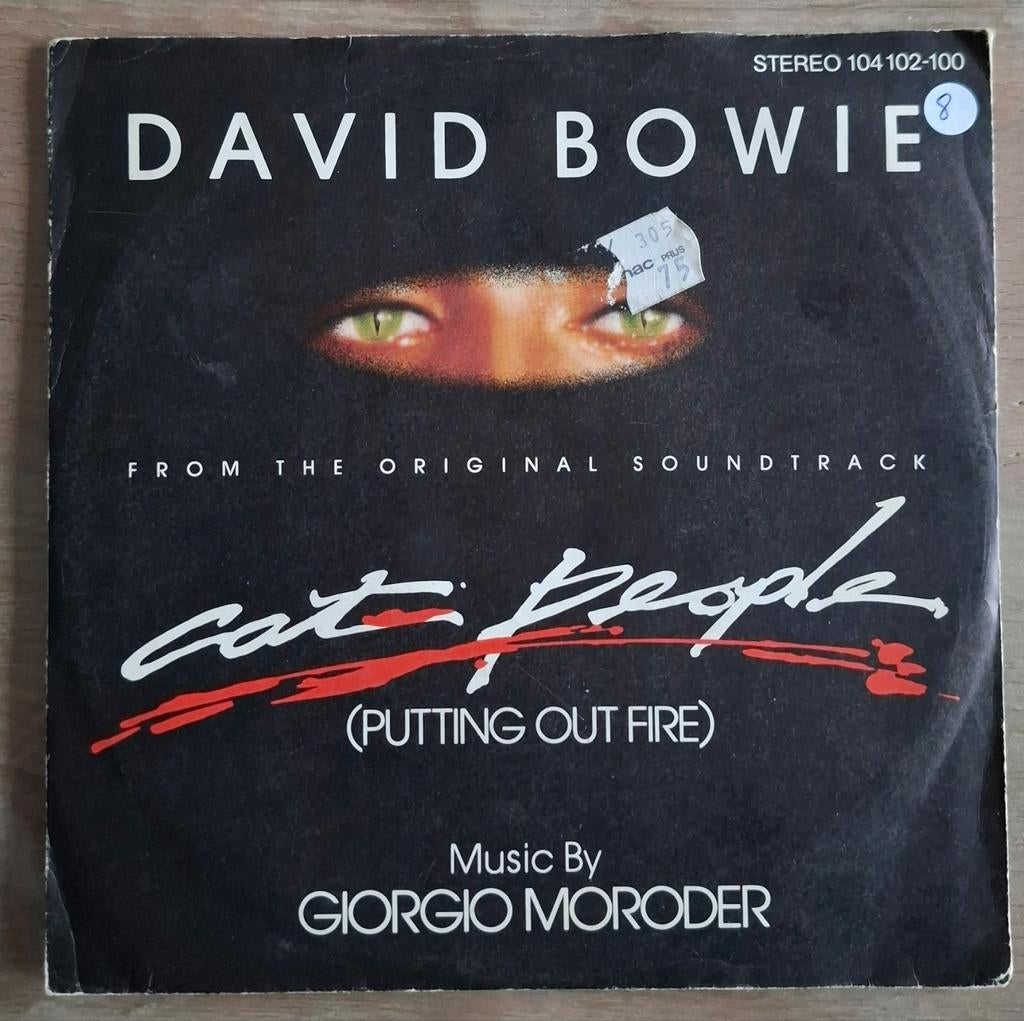 STEREO 104 102-100
8
DAVID BOWIE
305
nac PRIJS
75
FROM THE ORIGINAL SOUNDTRACK
cat people
(PUTTING OUT FIRE)
Music By
GIORGIO MORODER